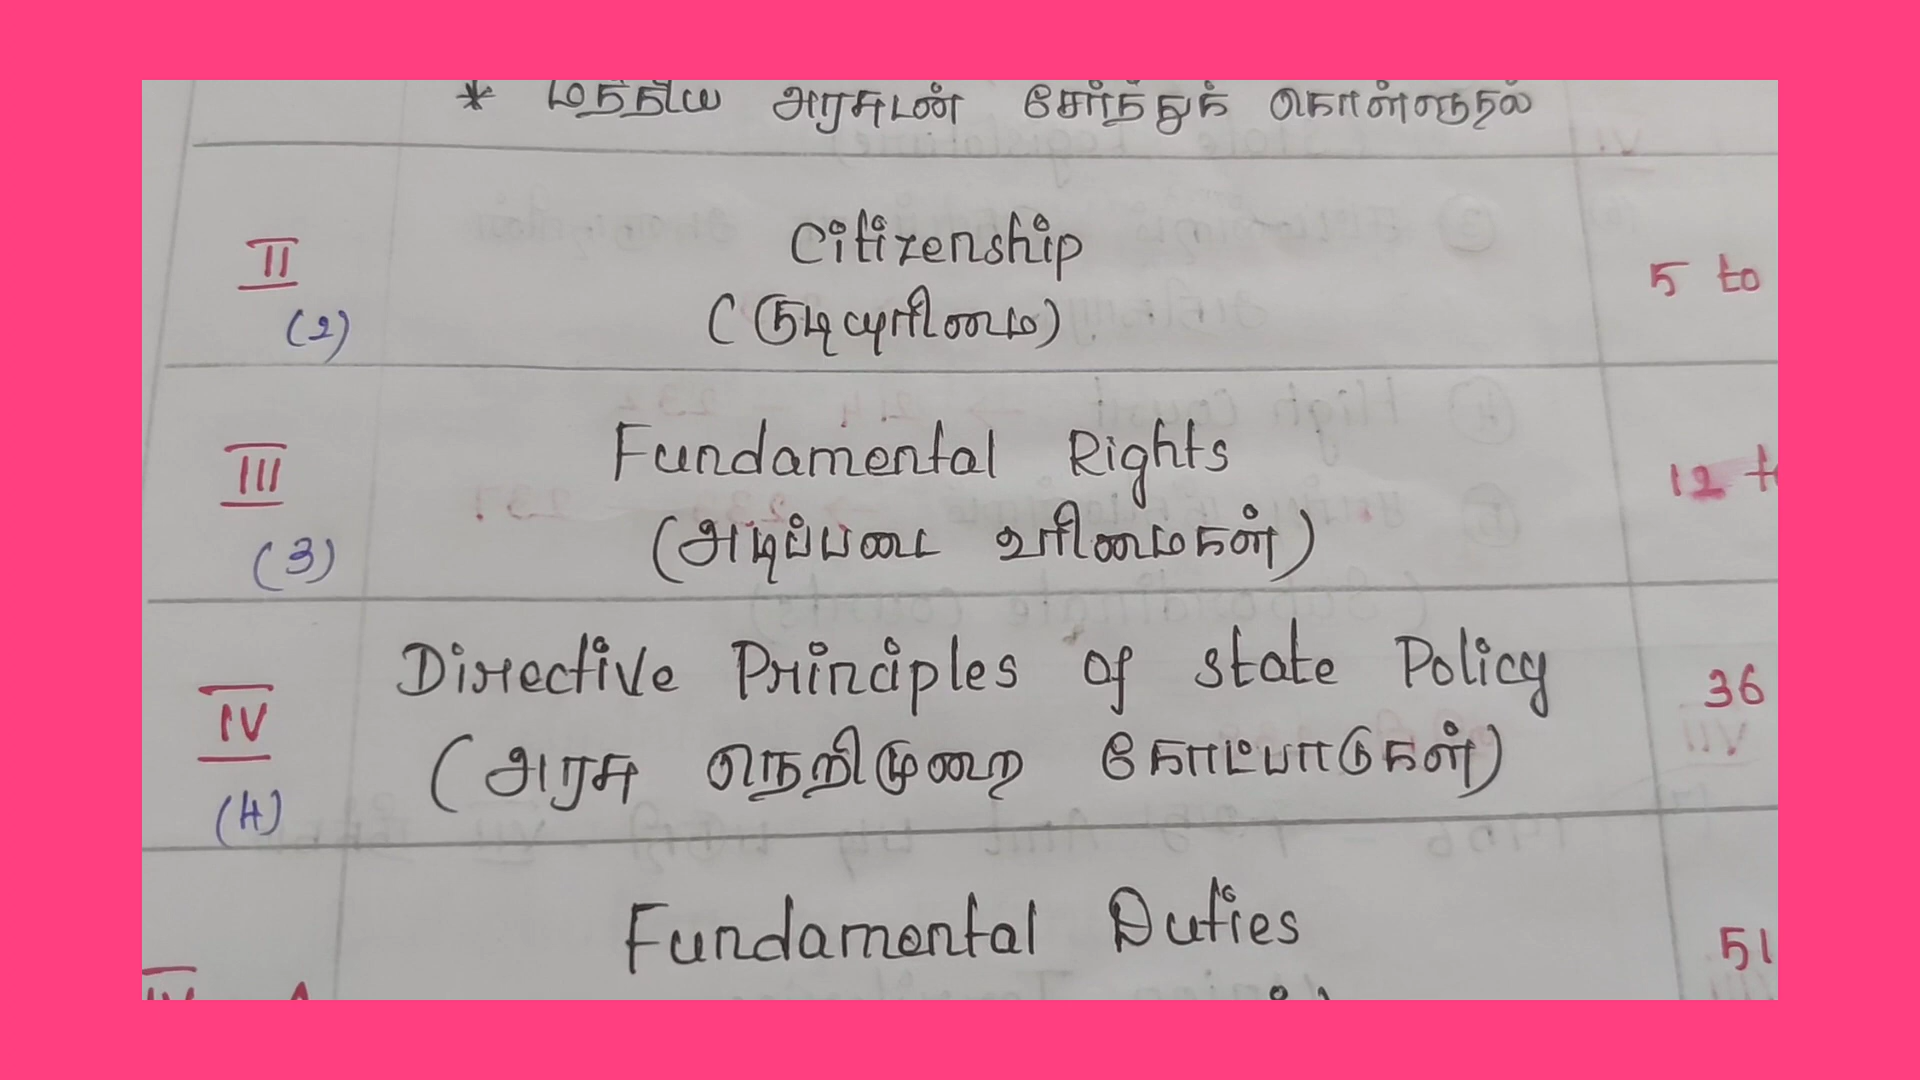 * மத்திய அரசுடன் சேர்த்துக் கொள்ளுதல்
II
(2)
Citizenship
(குடியுரிமை)
5 to
III
(3)
Fundamental Rights
(அடிப்படை உரிமைகள்)
12 to
IV
(4)
Directive Principles of state Policy
(அரசு நெறிமுறை கோட்பாடுகள்)
36
Fundamental Duties
51